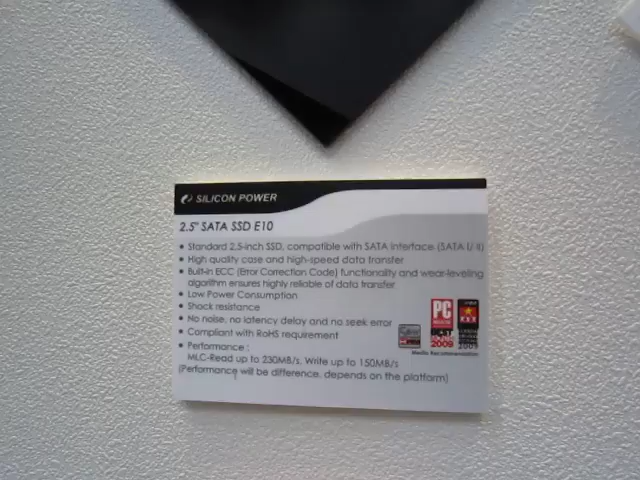 SILICON POWER
2.5" SATA SSD E10
• Standard 2.5-inch SSD, compatible with SATA Interface (SATA I/ II)
• High quality case and high-speed data transfer
• Built-in ECC (Error Correction Code) functionality and wear-leveling
algorithm ensures highly reliable of data transfer
• Low Power Consumption
• Shock resistance
• No noise, no latency delay and no seek error
• Compliant with RoHS requirement
• Performance :
MLC-Read up to 230MB/s, Write up to 150MB/s
(Performance will be difference, depends on the platform)
PC
2009
Media Recommendation